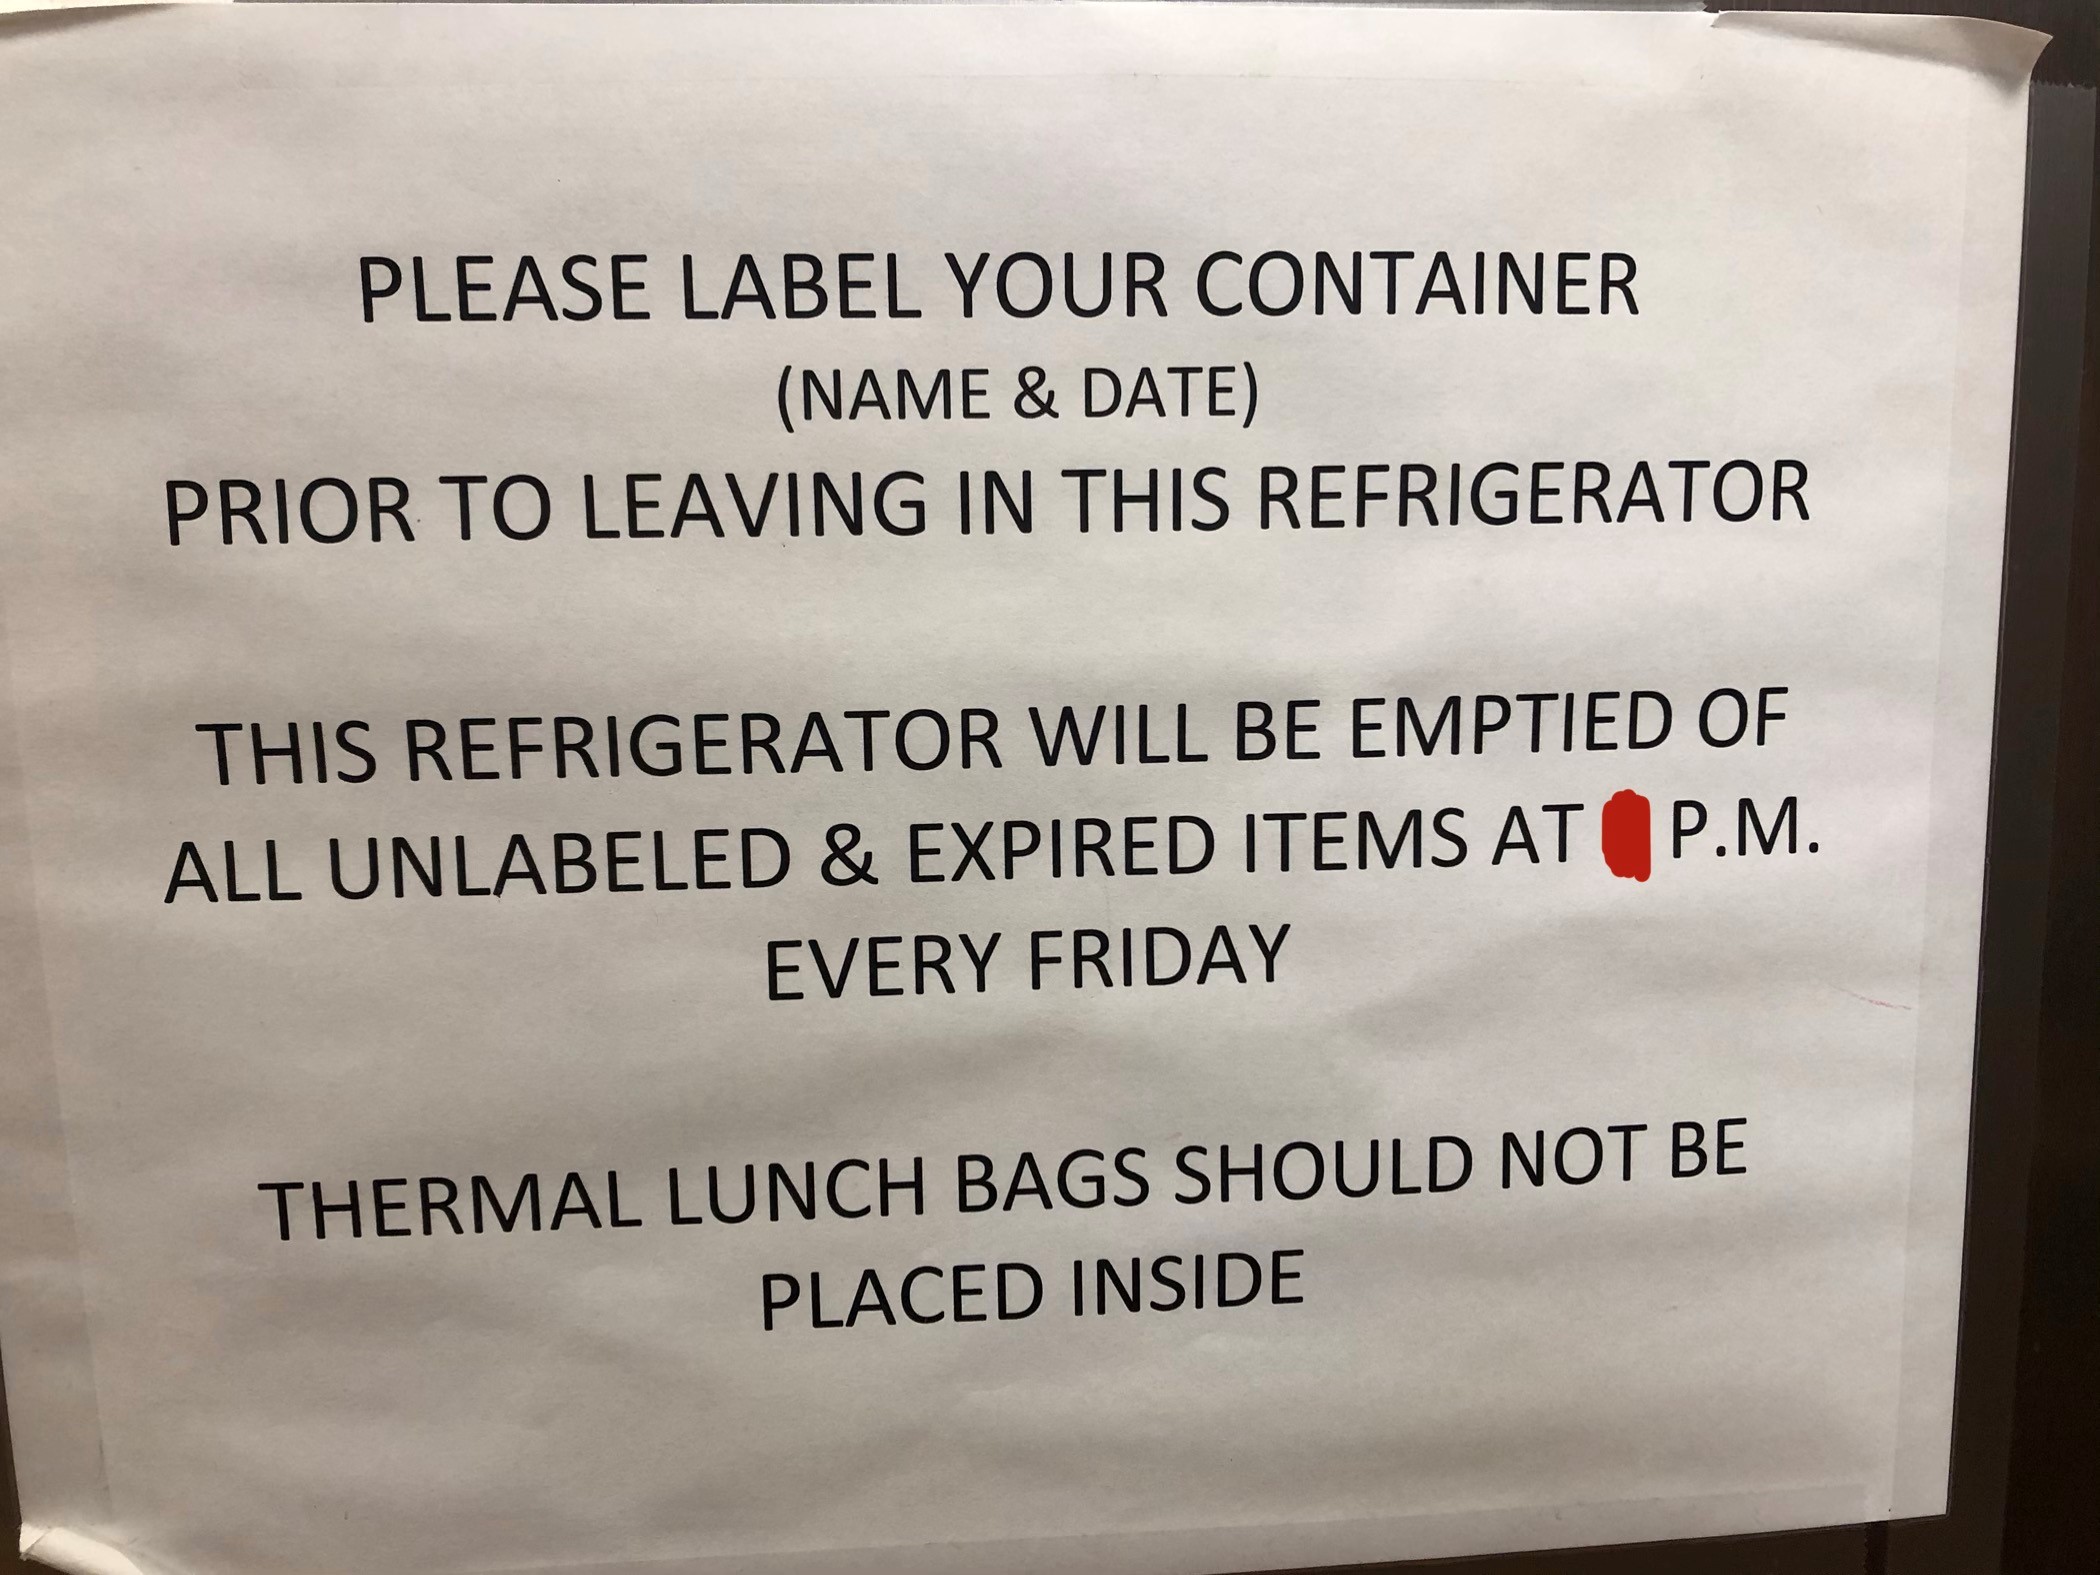 PLEASE LABEL YOUR CONTAINER
(NAME & DATE)
PRIOR TO LEAVING IN THIS REFRIGERATOR
THIS REFRIGERATOR WILL BE EMPTIED OF
ALL UNLABELED & EXPIRED ITEMS AT P.M.
EVERY FRIDAY
THERMAL LUNCH BAGS SHOULD NOT BE
PLACED INSIDE